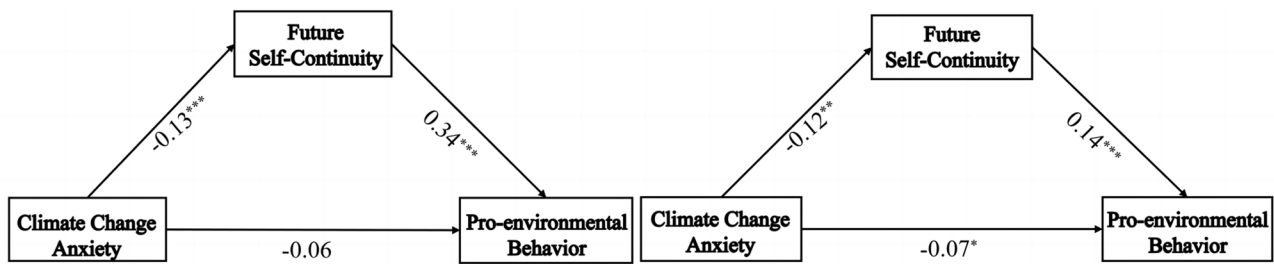 Future
Self-Continuity
-0.13***
0.34***
Climate Change
Anxiety
-0.06
Pro-environmental
Behavior
Future
Self-Continuity
-0.12**
0.14***
Climate Change
Anxiety
-0.07*
Pro-environmental
Behavior